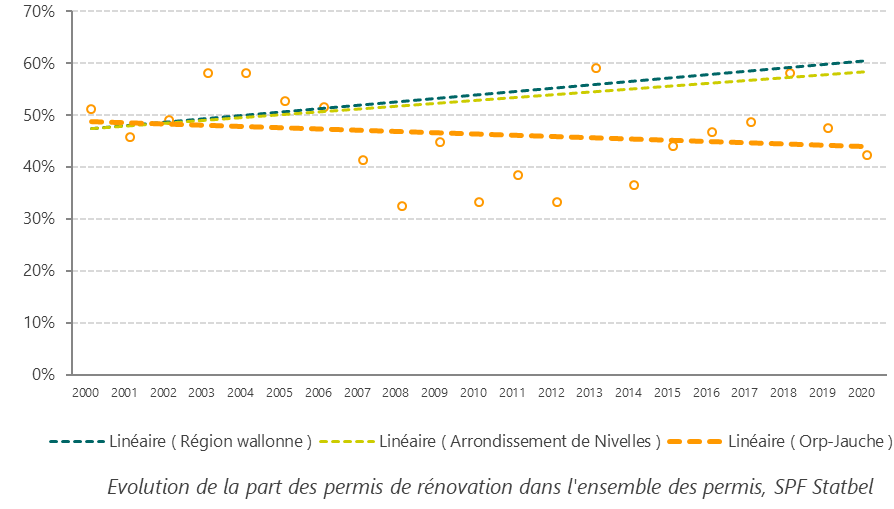 70%
60%
50%
40%
30%
20%
10%
0%
2000 2001 2002 2003 2004 2005 2006 2007 2008 2009 2010 2011 2012 2013 2014 2015 2016 2017 2018 2019 2020
Linéaire ( Région wallonne ) Linéaire ( Arrondissement de Nivelles ) Linéaire ( Orp-Jauche )
Evolution de la part des permis de rénovation dans l'ensemble des permis, SPF Statbel